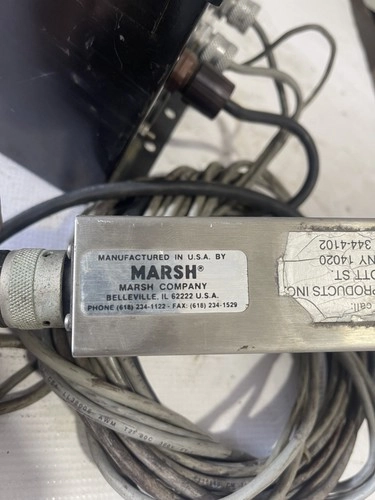 MANUFACTURED IN U.S.A. BY
MARSH®
MARSH COMPANY
BELLEVILLE, IL 62222 U.S.A.
PHONE (618) 234-1122 - FAX: (618) 234-1529
call:
PRODUCTS INC.
OTT ST.
NY 14020
344-4102